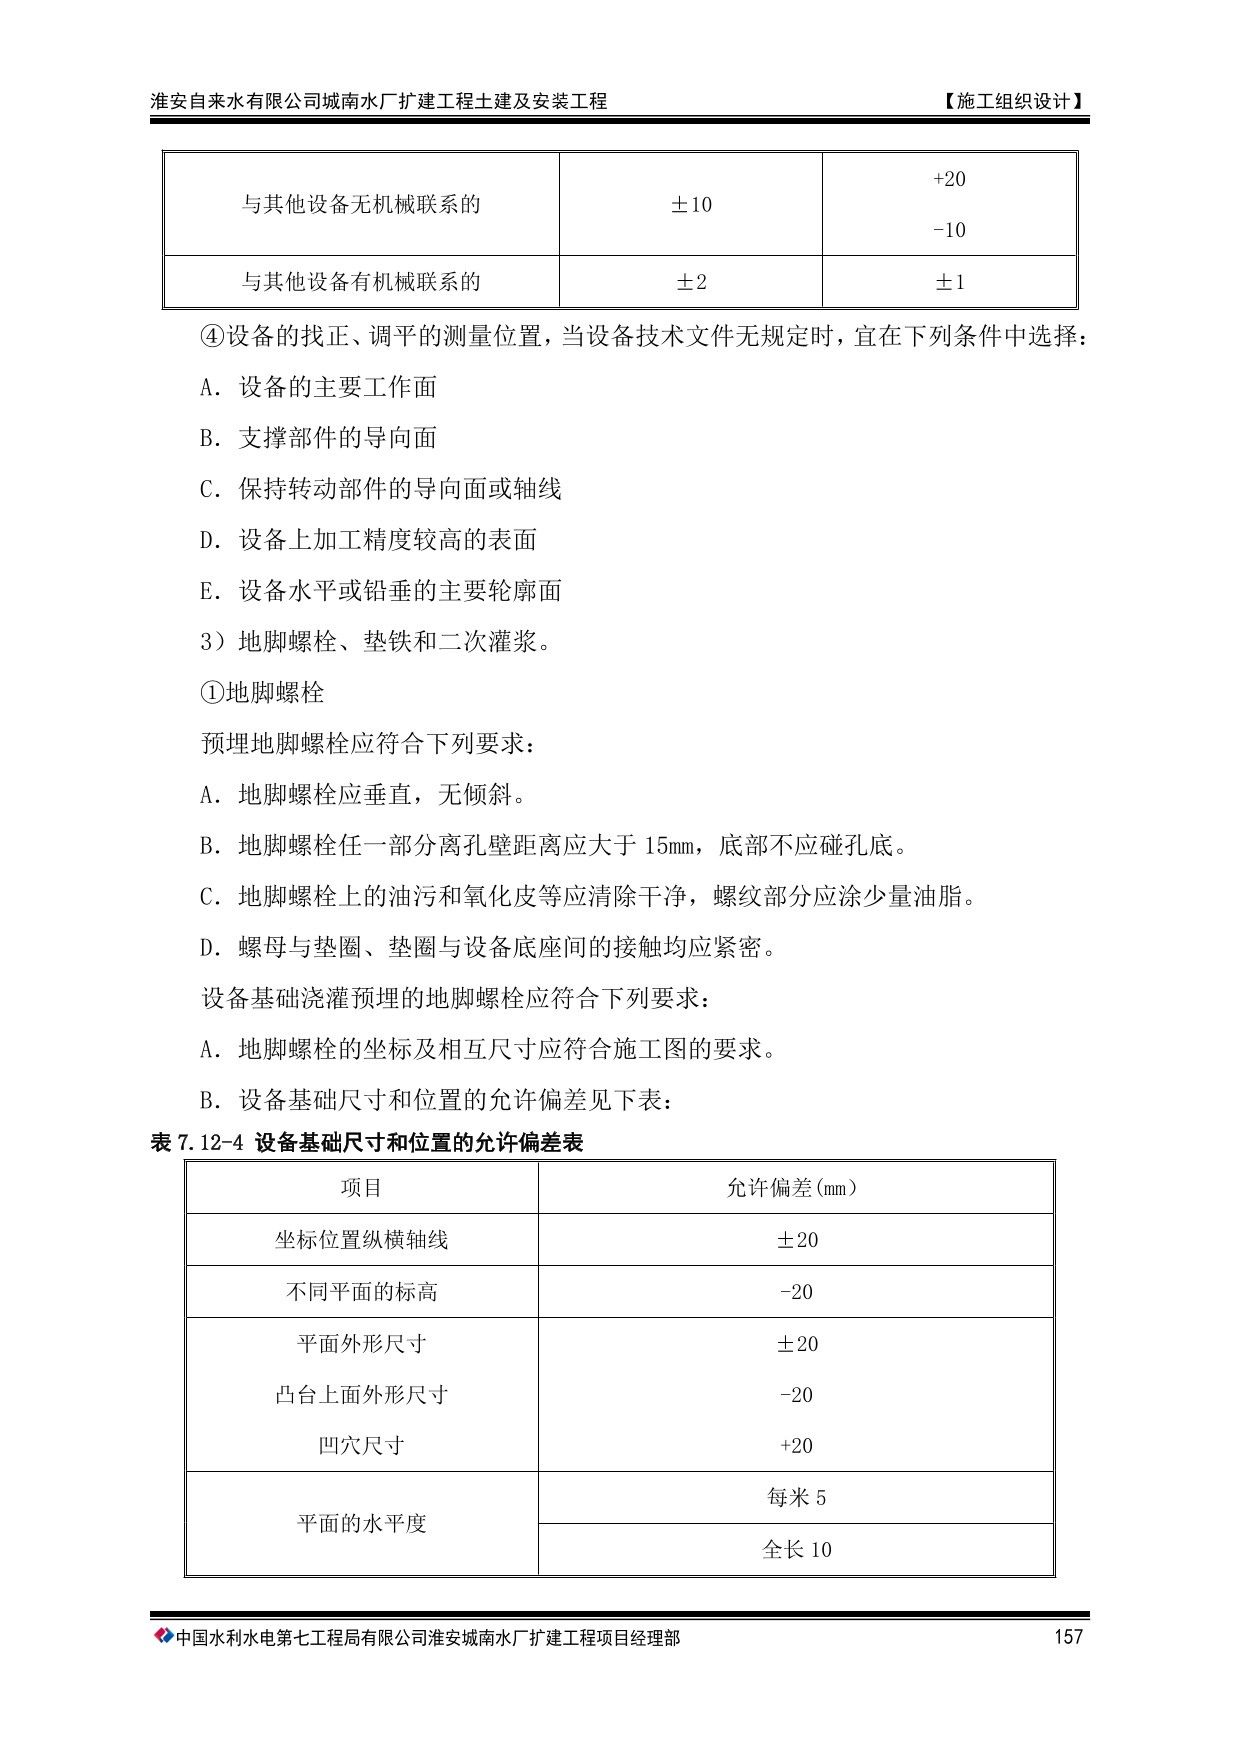 淮安自来水有限公司城南水厂扩建工程土建及安装工程 【施工组织设计】
与其他设备无机械联系的 ±10 +20
-10
与其他设备有机械联系的 ±2 ±1
④设备的找正、调平的测量位置，当设备技术文件无规定时，宜在下列条件中选择：
A．设备的主要工作面
B．支撑部件的导向面
C．保持转动部件的导向面或轴线
D．设备上加工精度较高的表面
E．设备水平或铅垂的主要轮廓面
3）地脚螺栓、垫铁和二次灌浆。
①地脚螺栓
预埋地脚螺栓应符合下列要求：
A．地脚螺栓应垂直，无倾斜。
B．地脚螺栓任一部分离孔壁距离应大于 15mm，底部不应碰孔底。
C．地脚螺栓上的油污和氧化皮等应清除干净，螺纹部分应涂少量油脂。
D．螺母与垫圈、垫圈与设备底座间的接触均应紧密。
设备基础浇灌预埋的地脚螺栓应符合下列要求：
A．地脚螺栓的坐标及相互尺寸应符合施工图的要求。
B．设备基础尺寸和位置的允许偏差见下表：
表 7.12-4 设备基础尺寸和位置的允许偏差表
项目 允许偏差(mm）
坐标位置纵横轴线 ±20
不同平面的标高 -20
平面外形尺寸 ±20
凸台上面外形尺寸 -20
凹穴尺寸 +20
平面的水平度 每米 5
全长 10
中国水利水电第七工程局有限公司淮安城南水厂扩建工程项目经理部 157